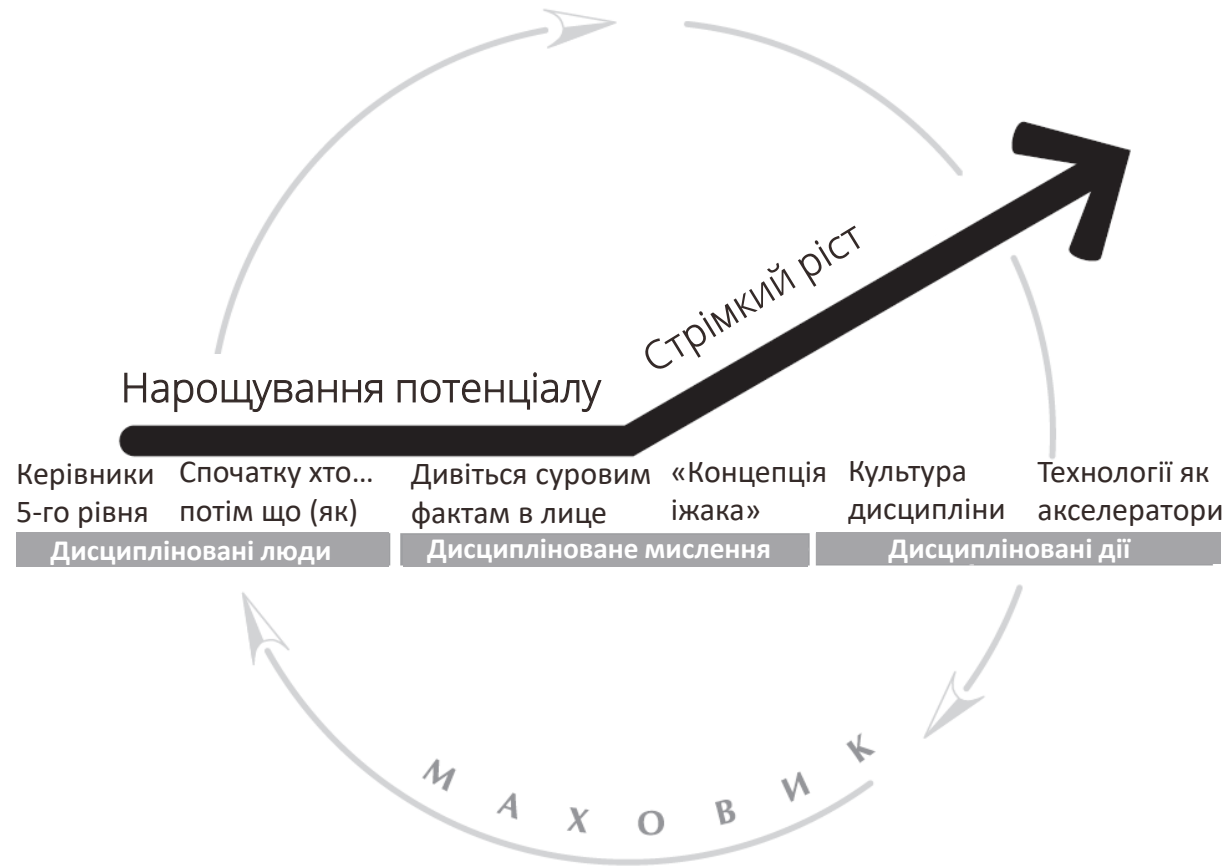 Стрімкий ріст
Нарощування потенціалу
Керівники
5-го рівня
Спочатку хто...
потім що (як)
Дивіться суровим
фактам в лице
«Концепція
іжака»
Культура
дисципліни
Технології як
акселератори
Дисципліновані люди
Дисципліноване мислення
Дисципліновані дії
МАХОВИК